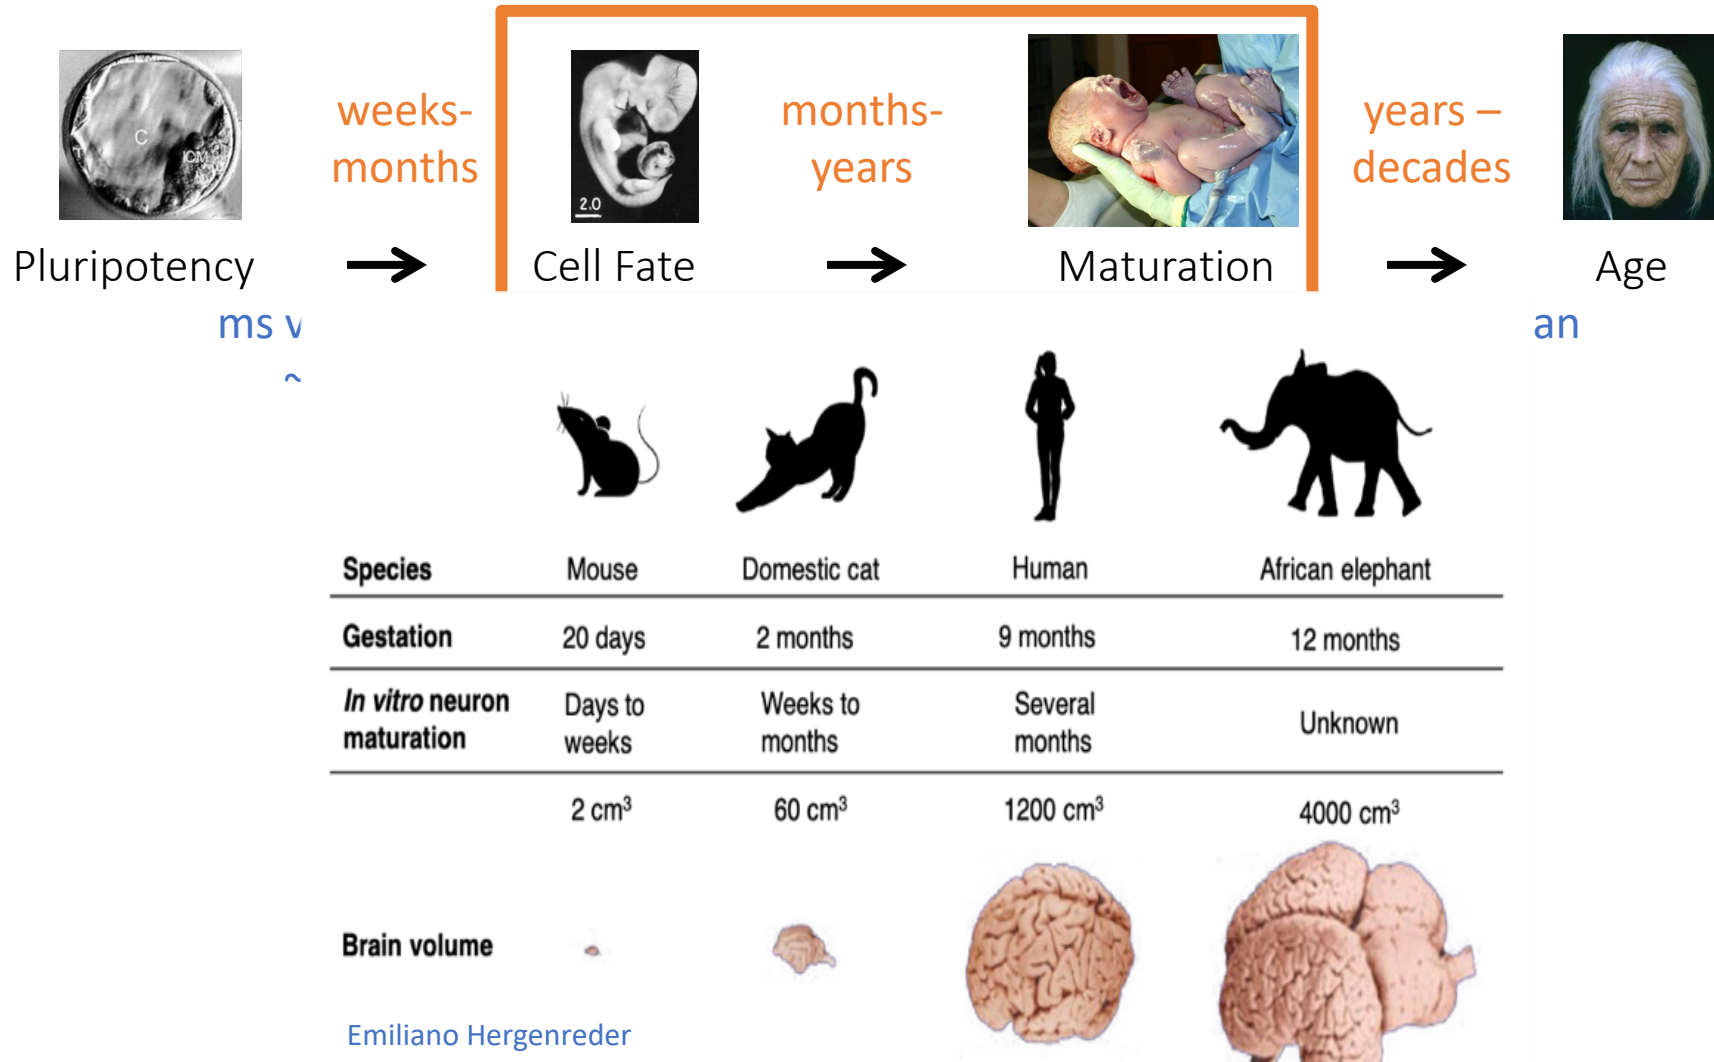 weeks-
months
months-
years
years –
decades
C
ICM
2.0
Pluripotency
Cell Fate
Maturation
Age
ms
an
~
Species Mouse Domestic cat Human African elephant
Gestation 20 days 2 months 9 months 12 months
In vitro neuron
maturation
Days to
weeks
Weeks to
months
Several
months
Unknown
2 cm³ 60 cm³ 1200 cm³ 4000 cm³
Brain volume
Emiliano Hergenreder